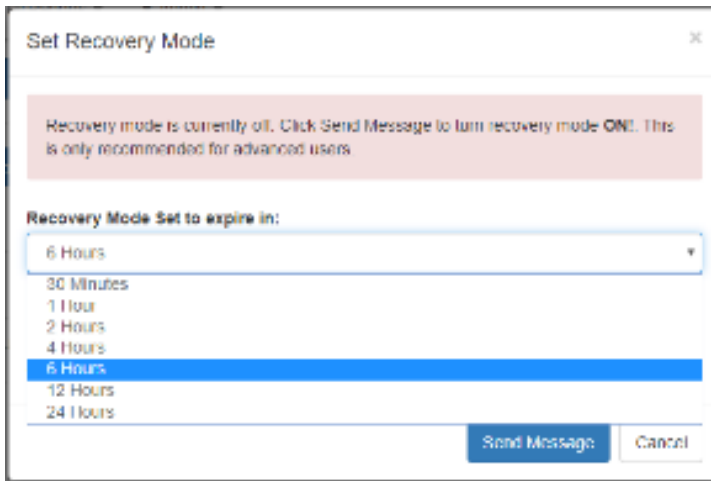 Set Recovery Mode ×
Recovery mode is currently off. Click Send Message to turn recovery mode ON!. This
is only recommended for advanced users
Recovery Mode Set to expire in:
6 Hours
30 Minutes
1 Hour
2 Hours
4 Hours
6 Hours
12 Hours
24 Hours
Send Message Cancel